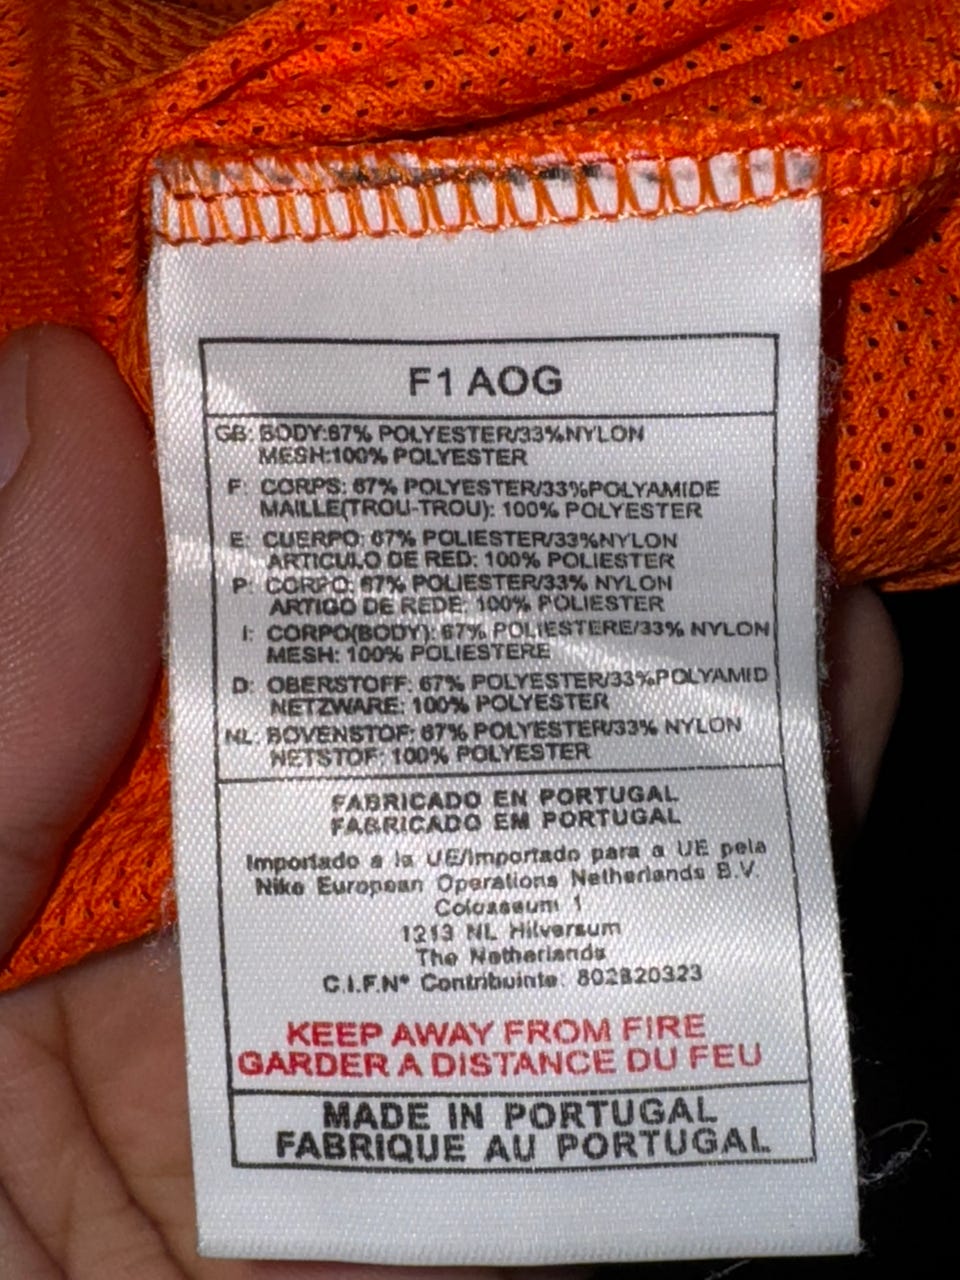 F1 AOG
GB: BODY:67% POLYESTER/33%NYLON
MESH:100% POLYESTER
F: CORPS: 67% POLYESTER/33%POLYAMIDE
MAILLE(TROU-TROU): 100% POLYESTER
E: CUERPO: 67% POLIESTER/33%NYLON
ARTICULO DE RED: 100% POLIESTER
P: CORPO: 67% POLIESTER/33% NYLON
ARTIGO DE REDE: 100% POLIESTER
I: CORPO(BODY): 67% POLIESTERE/33% NYLON
MESH: 100% POLIESTERE
D: OBERSTOFF: 67% POLYESTER/33%POLYAMID
NETZWARE: 100% POLYESTER
NL: BOVENSTOF: 67% POLYESTER/33% NYLON
NETSTOF: 100% POLYESTER
FABRICADO EN PORTUGAL
FABRICADO EM PORTUGAL
Importado a la UE/Importado para a UE pela
Nike European Operations Netherlands B.V.
Colosseum 1
1213 NL Hilversum
The Netherlands
C.I.F.Nº Contribuinte: 802820323
KEEP AWAY FROM FIRE
GARDER A DISTANCE DU FEU
MADE IN PORTUGAL
FABRIQUE AU PORTUGAL